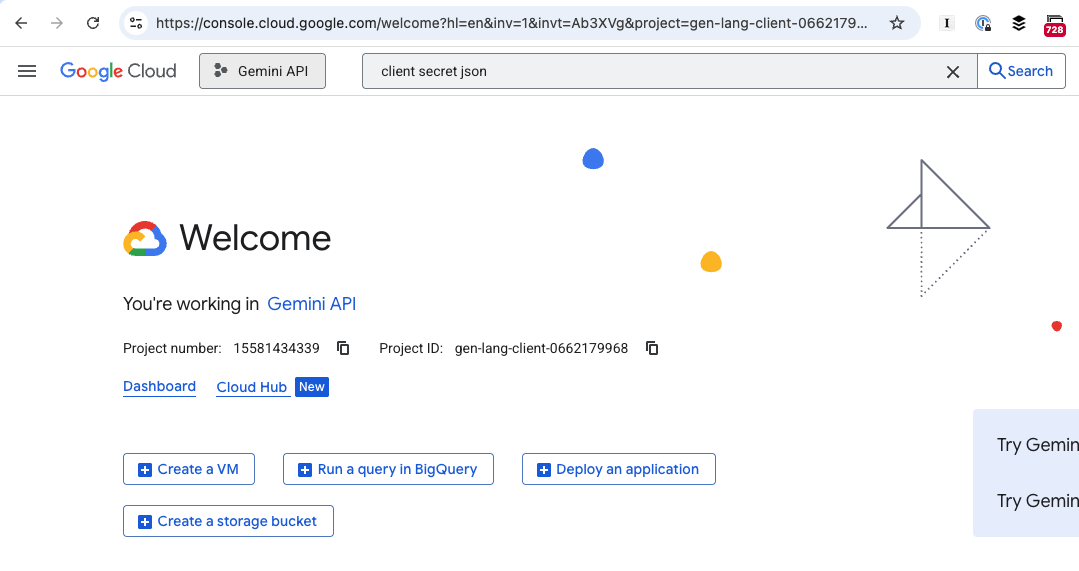 https://console.cloud.google.com/welcome?hl=en&inv=1&invt=Ab3XVg&project=gen-lang-client-0662179...
728
Google Cloud
Gemini API
client secret json
Search
Welcome
You're working in Gemini API
Project number: 15581434339
Project ID: gen-lang-client-0662179968
Dashboard
Cloud Hub New
Create a VM
Run a query in BigQuery
Deploy an application
Create a storage bucket
Try Gemin
Try Gemin